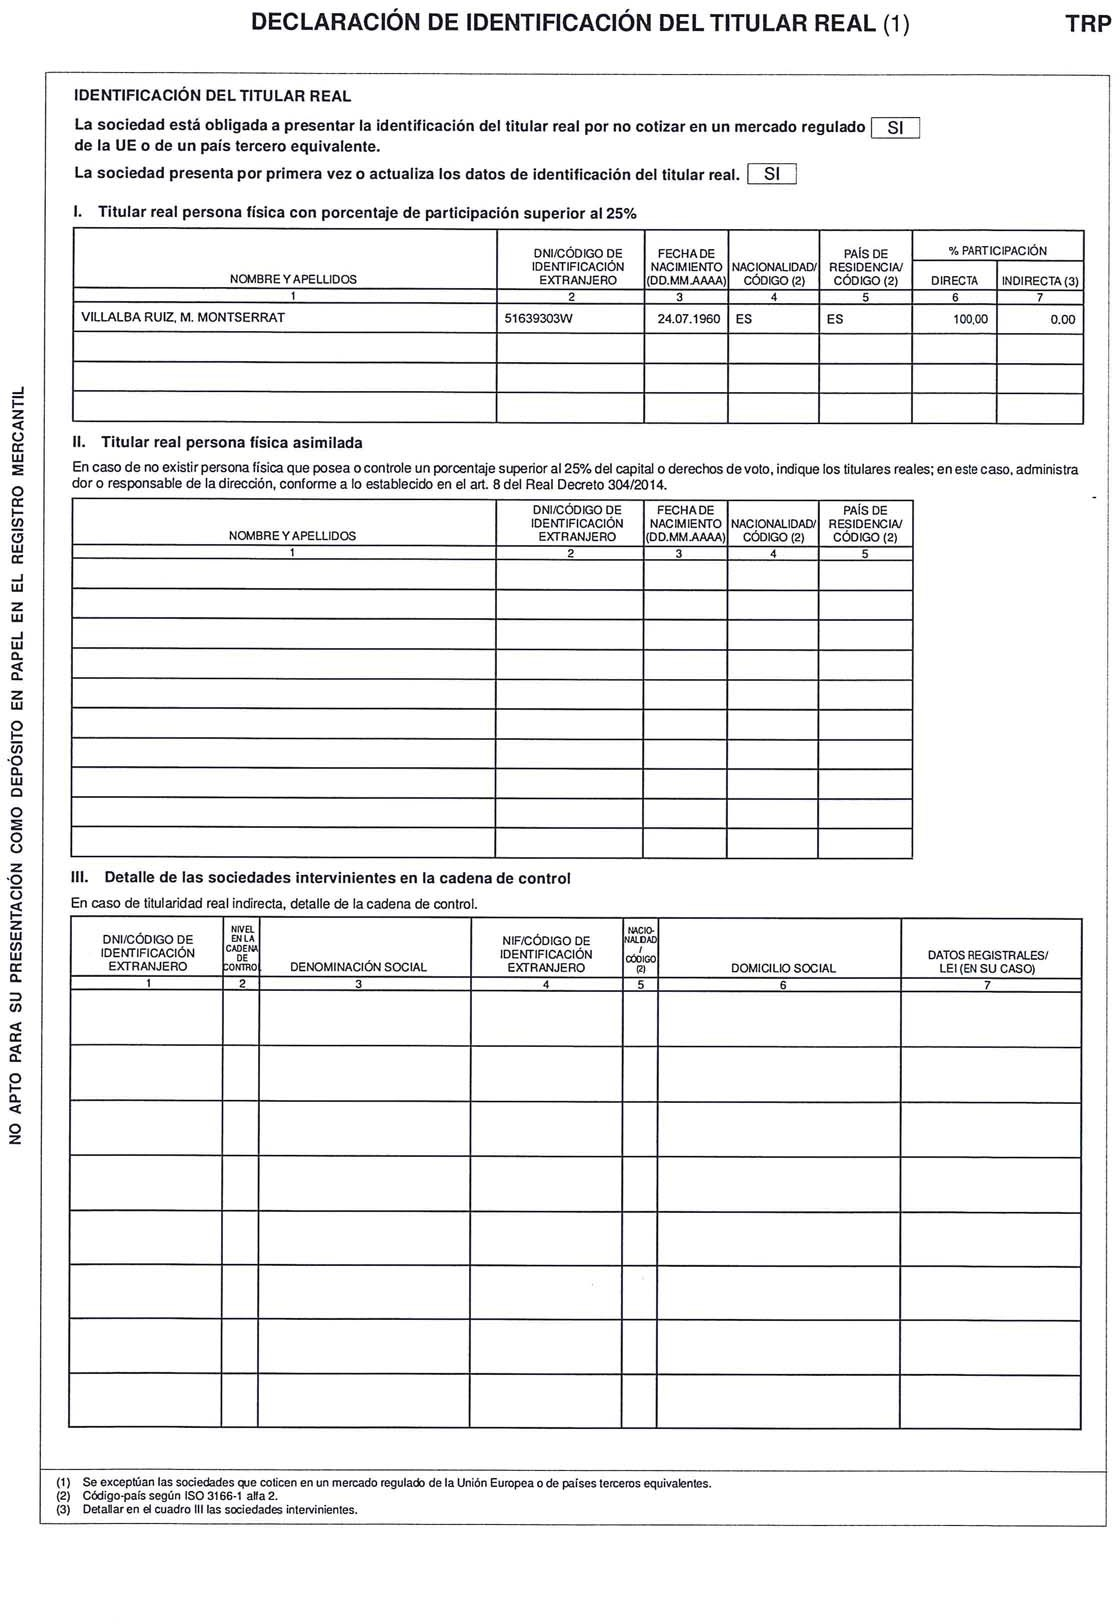 DECLARACIÓN DE IDENTIFICACIÓN DEL TITULAR REAL (1) TRP
IDENTIFICACIÓN DEL TITULAR REAL
La sociedad está obligada a presentar la identificación del titular real por no cotizar en un mercado regulado SI
de la UE o de un país tercero equivalente.
La sociedad presenta por primera vez o actualiza los datos de identificación del titular real. SI
I. Titular real persona física con porcentaje de participación superior al 25%
NOMBRE Y APELLIDOS
DNI/CÓDIGO DE
IDENTIFICACIÓN
EXTRANJERO
FECHA DE
NACIMIENTO
(DD.MM.AAAA)
NACIONALIDAD/
CÓDIGO (2)
PAÍS DE
RESIDENCIA/
CÓDIGO (2)
% PARTICIPACIÓN
DIRECTA INDIRECTA (3)
1 2 3 4 5 6 7
VILLALBA RUIZ, M. MONTSERRAT 51639303W 24.07.1960 ES ES 100,00 0.00
II. Titular real persona física asimilada
En caso de no existir persona física que posea o controle un porcentaje superior al 25% del capital o derechos de voto, indique los titulares reales; en este caso, administra
dor o responsable de la dirección, conforme a lo establecido en el art. 8 del Real Decreto 304/2014.
NOMBRE Y APELLIDOS
DNI/CÓDIGO DE
IDENTIFICACIÓN
EXTRANJERO
FECHA DE
NACIMIENTO
(DD.MM.AAAA)
NACIONALIDAD/
CÓDIGO (2)
PAÍS DE
RESIDENCIA/
CÓDIGO (2)
1 2 3 4 5
III. Detalle de las sociedades intervinientes en la cadena de control
En caso de titularidad real indirecta, detalle de la cadena de control.
DNI/CÓDIGO DE
IDENTIFICACIÓN
EXTRANJERO
NIVEL
EN LA
CADENA
DE
CONTROL
DENOMINACIÓN SOCIAL
NIF/CÓDIGO DE
IDENTIFICACIÓN
EXTRANJERO
NACIO-
NALIDAD
/
CÓDIGO
(2)
DOMICILIO SOCIAL
DATOS REGISTRALES/
LEI (EN SU CASO)
1 2 3 4 5 6 7
(1) Se exceptúan las sociedades que coticen en un mercado regulado de la Unión Europea o de países terceros equivalentes.
(2) Código-país según ISO 3166-1 alfa 2.
(3) Detallar en el cuadro III las sociedades intervinientes.
NO APTO PARA SU PRESENTACIÓN COMO DEPÓSITO EN PAPEL EN EL REGISTRO MERCANTIL